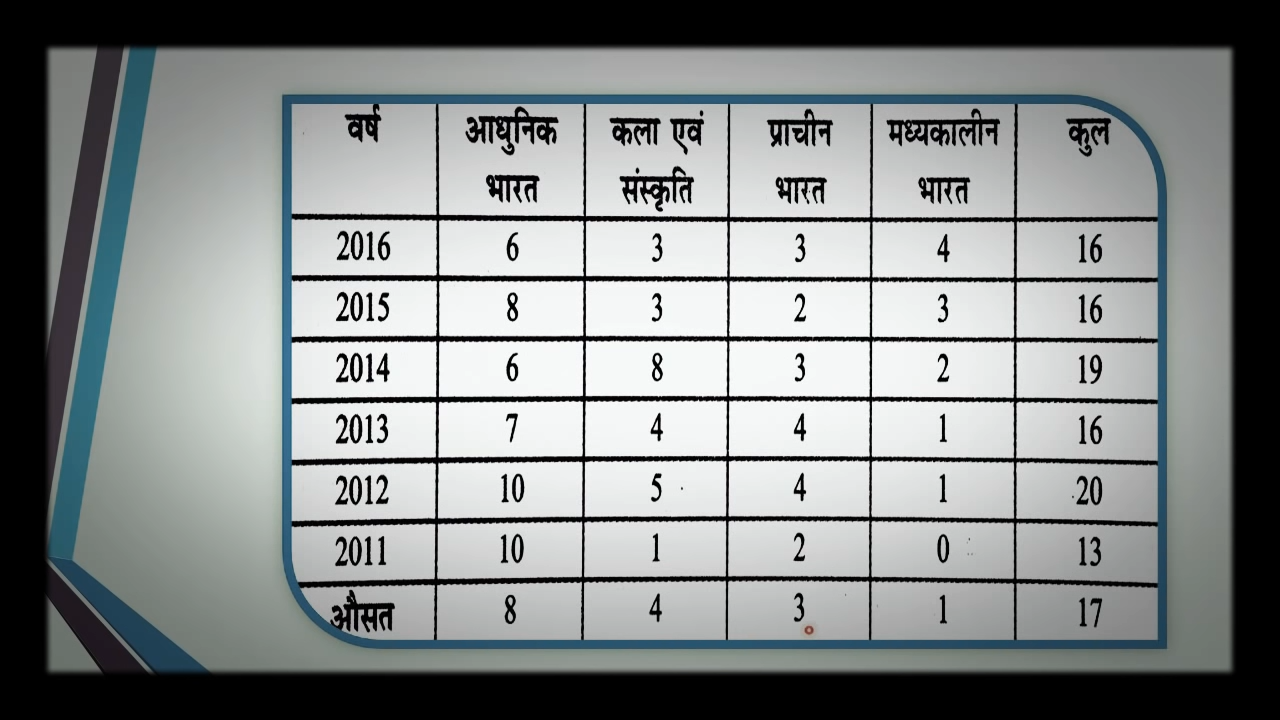 वर्ष आधुनिक भारत कला एवं संस्कृति प्राचीन भारत मध्यकालीन भारत कुल
2016 6 3 3 4 16
2015 8 3 2 3 16
2014 6 8 3 2 19
2013 7 4 4 1 16
2012 10 5 4 1 20
2011 10 1 2 0 13
औसत 8 4 3 1 17